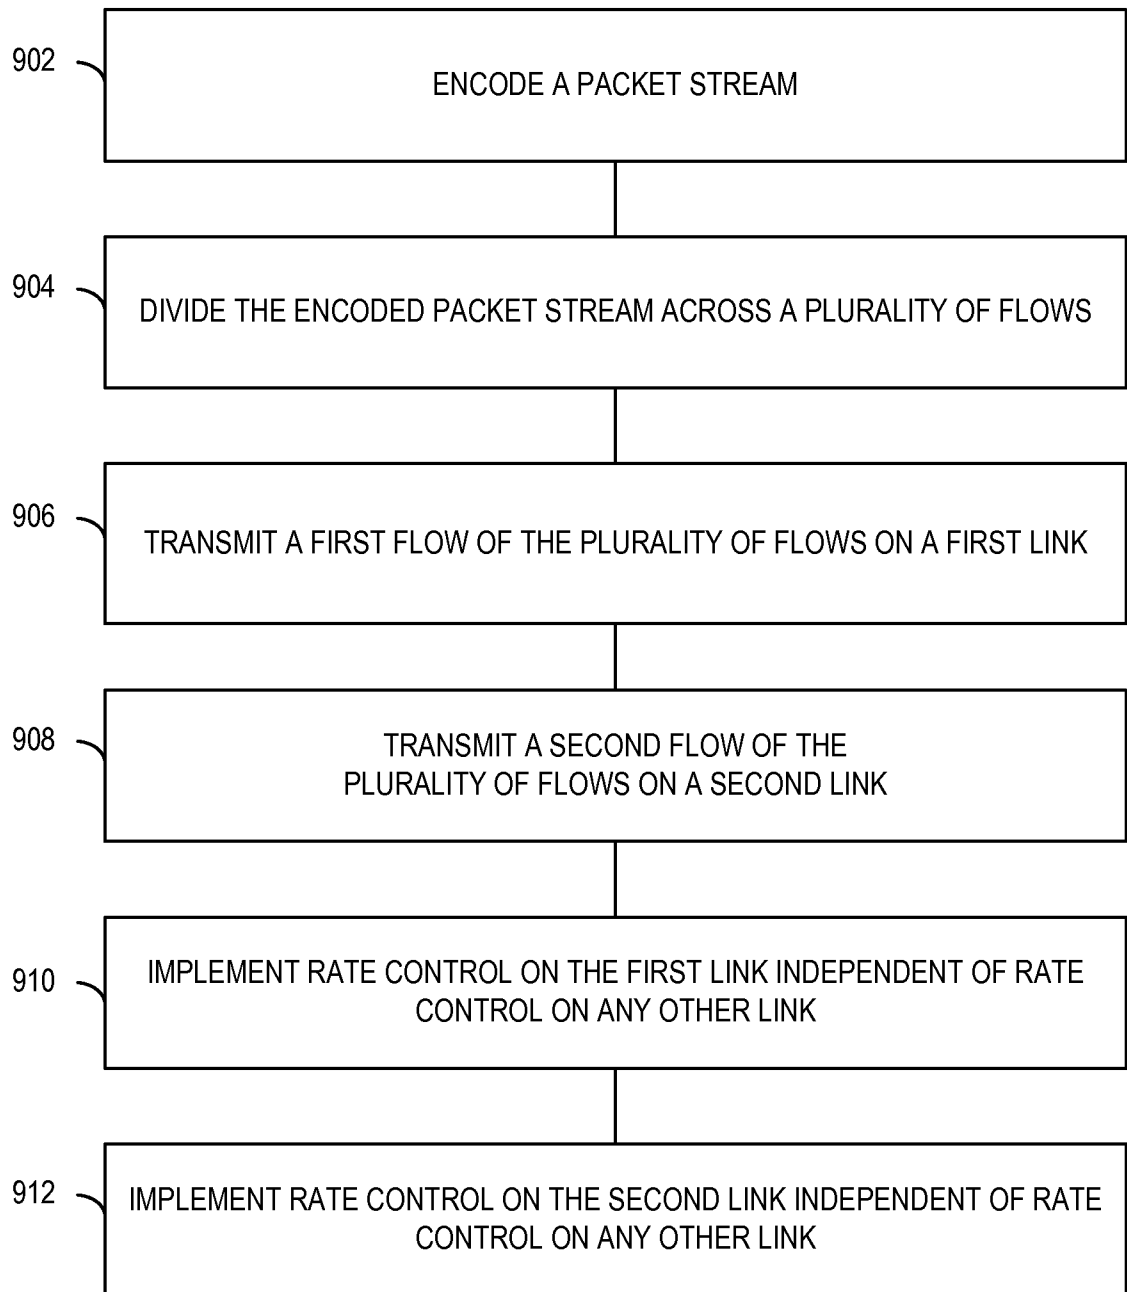 902
ENCODE A PACKET STREAM
904
DIVIDE THE ENCODED PACKET STREAM ACROSS A PLURALITY OF FLOWS
906
TRANSMIT A FIRST FLOW OF THE PLURALITY OF FLOWS ON A FIRST LINK
908
TRANSMIT A SECOND FLOW OF THE
PLURALITY OF FLOWS ON A SECOND LINK
910
IMPLEMENT RATE CONTROL ON THE FIRST LINK INDEPENDENT OF RATE
CONTROL ON ANY OTHER LINK
912
IMPLEMENT RATE CONTROL ON THE SECOND LINK INDEPENDENT OF RATE
CONTROL ON ANY OTHER LINK